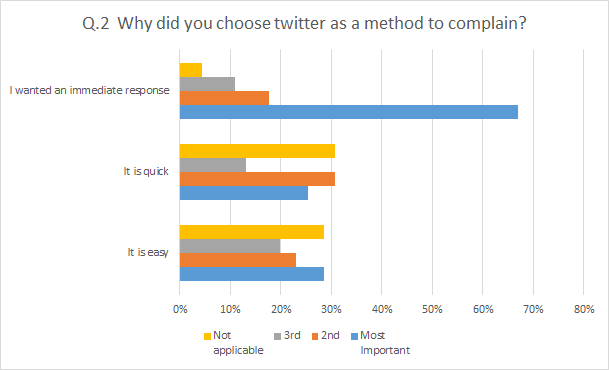 Q.2 Why did you choose twitter as a method to complain?
I wanted an immediate response
It is quick
It is easy
0% 10% 20% 30% 40% 50% 60% 70% 80%
Not applicable
3rd
2nd
Most Important